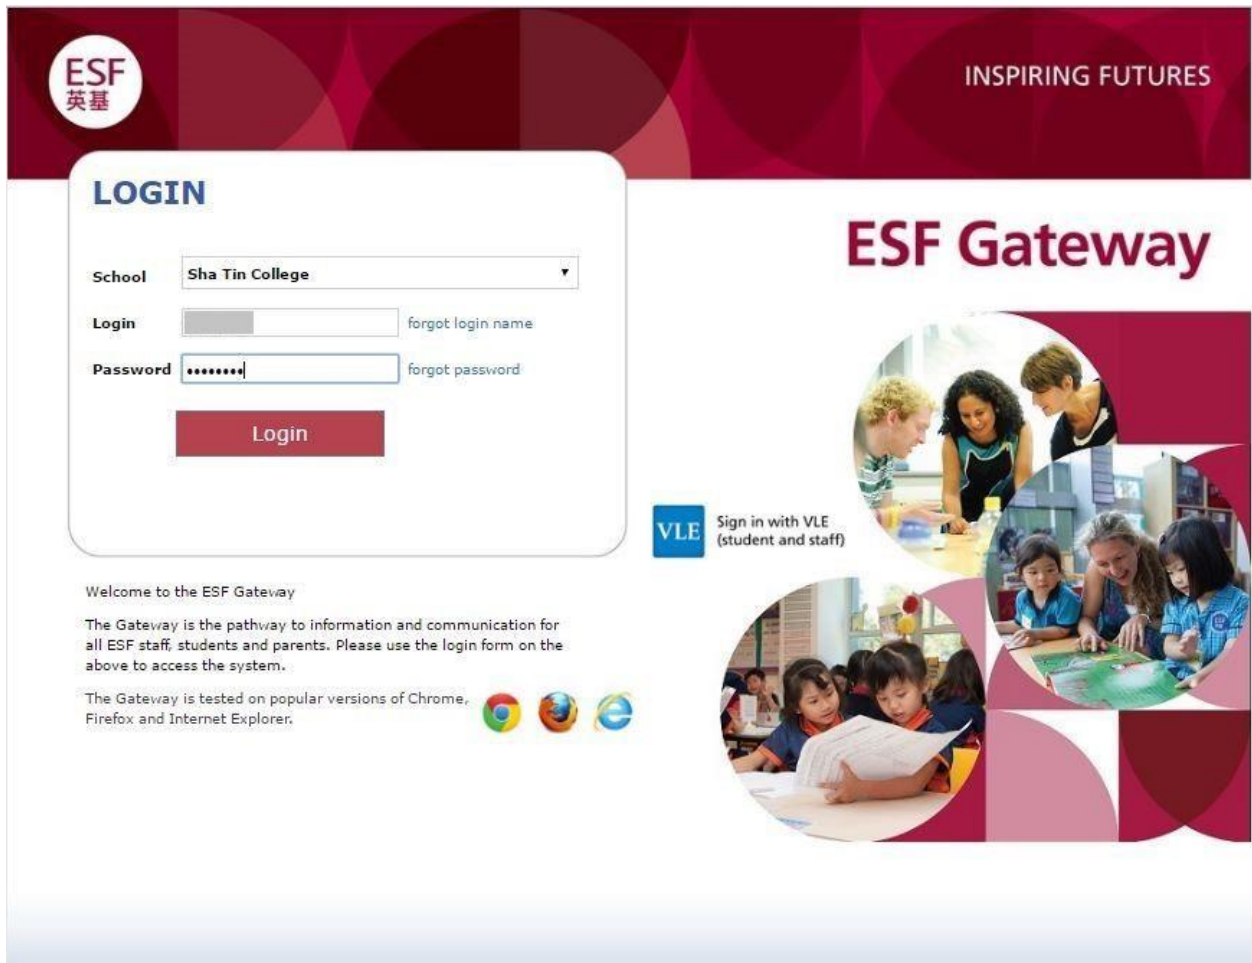 ESF
英基
INSPIRING FUTURES
LOGIN
ESF Gateway
School Sha Tin College
Login forgot login name
Password •••••••• forgot password
Login
VLE Sign in with VLE
(student and staff)
Welcome to the ESF Gateway
The Gateway is the pathway to information and communication for
all ESF staff, students and parents. Please use the login form on the
above to access the system.
The Gateway is tested on popular versions of Chrome,
Firefox and Internet Explorer.